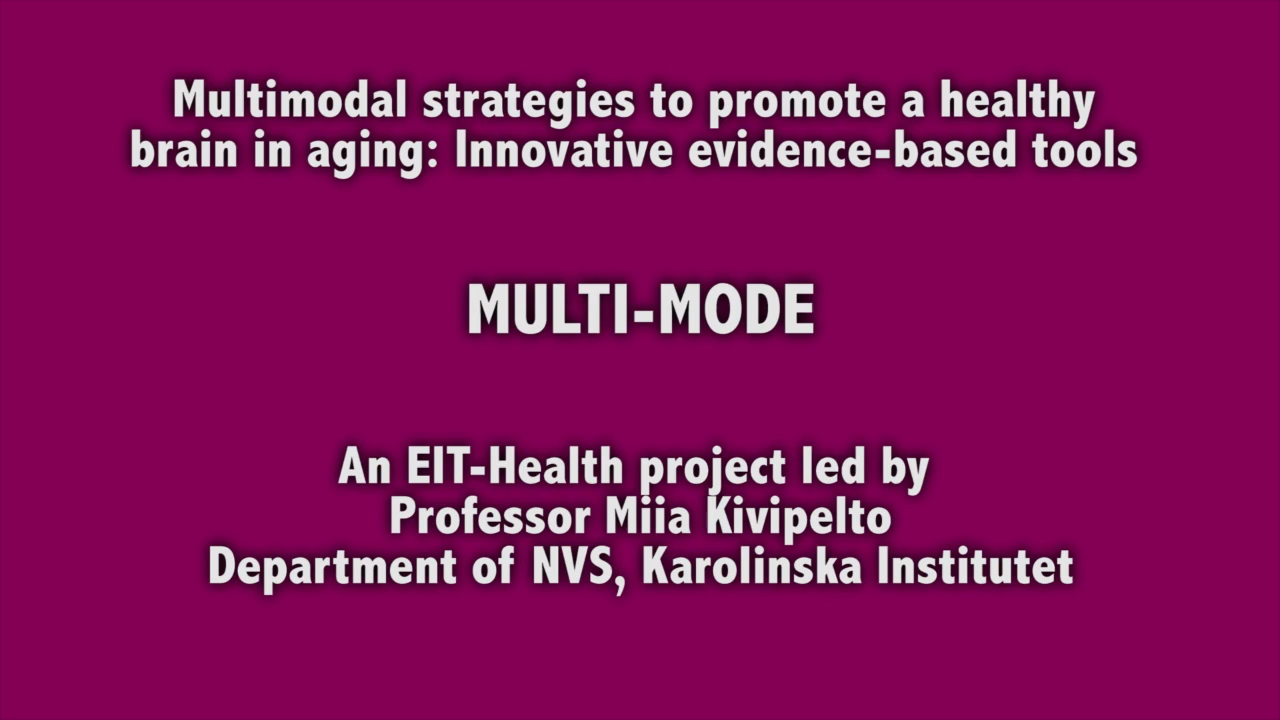 Multimodal strategies to promote a healthy
brain in aging: Innovative evidence-based tools
MULTI-MODE
An EIT-Health project led by
Professor Miia Kivipelto
Department of NVS, Karolinska Institutet